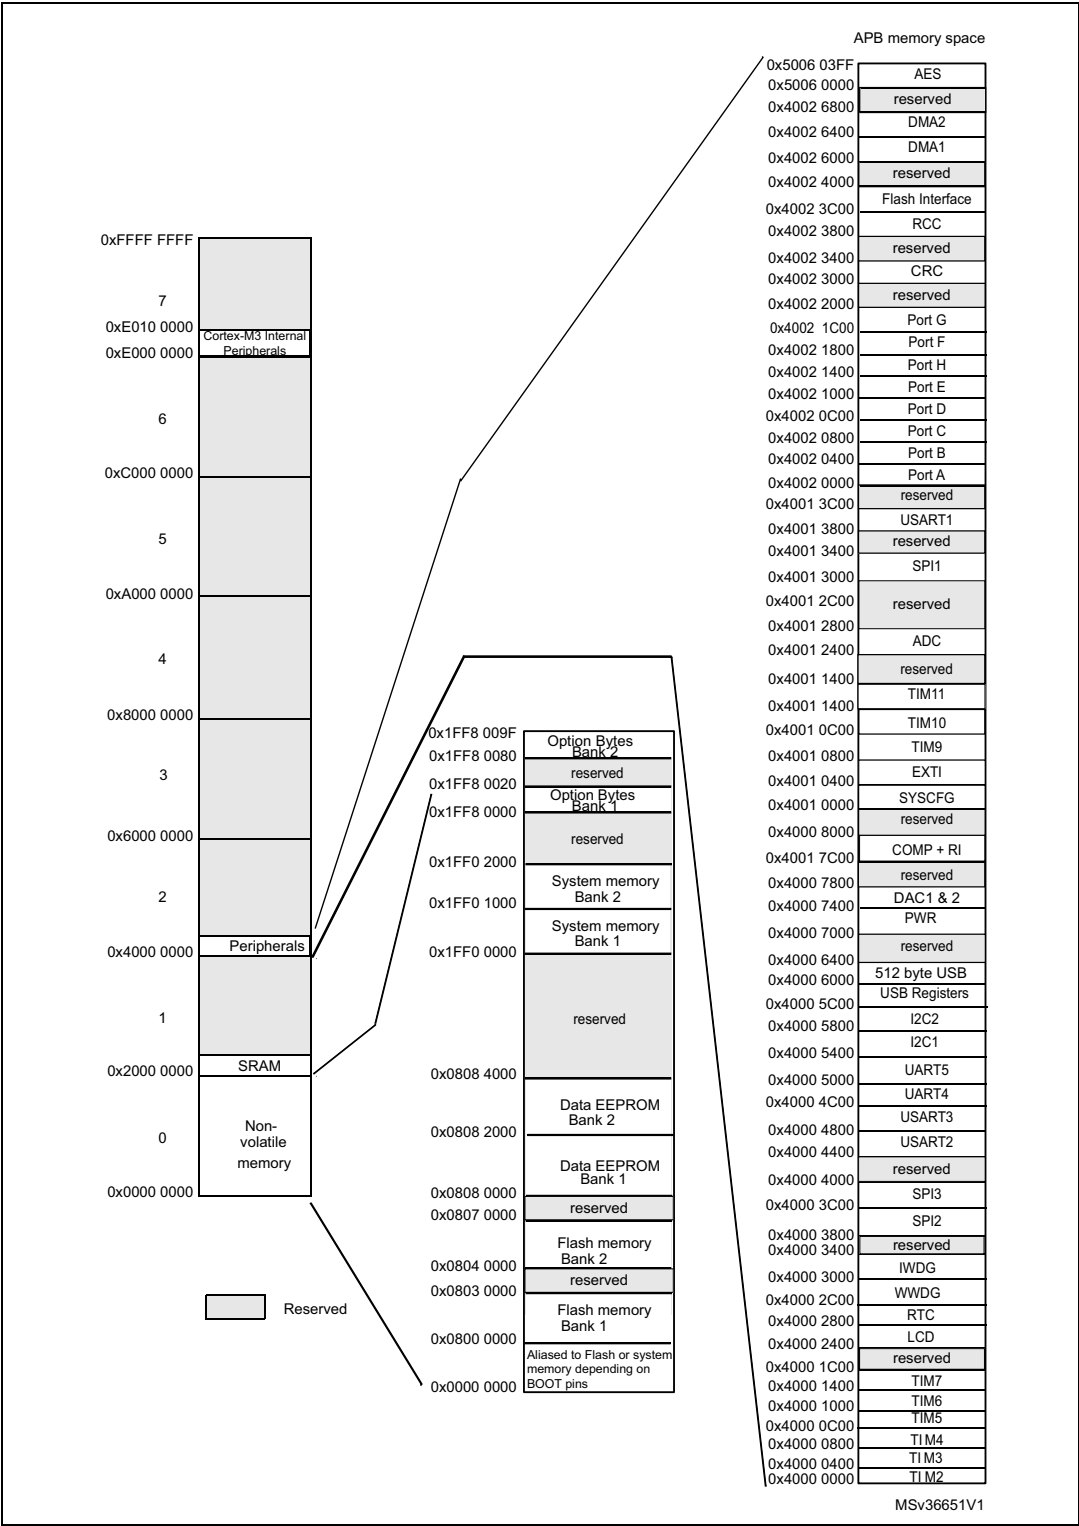 APB memory space
0x5006 03FF
AES
0x5006 0000
reserved
0x4002 6800
DMA2
0x4002 6400
DMA1
0x4002 6000
reserved
0x4002 4000
Flash Interface
0x4002 3C00
RCC
0x4002 3800
reserved
0x4002 3400
CRC
0x4002 3000
reserved
0x4002 2000
Port G
0x4002 1C00
Port F
0x4002 1800
Port H
0x4002 1400
Port E
0x4002 1000
Port D
0x4002 0C00
Port C
0x4002 0800
Port B
0x4002 0400
Port A
0x4002 0000
reserved
0x4001 3C00
USART1
0x4001 3800
reserved
0x4001 3400
SPI1
0x4001 3000
0x4001 2C00
reserved
0x4001 2800
ADC
0x4001 2400
reserved
0x4001 1400
TIM11
0x4001 1400
TIM10
0x4001 0C00
TIM9
0x4001 0800
EXTI
0x4001 0400
SYSCFG
0x4001 0000
reserved
0x4000 8000
COMP + RI
0x4001 7C00
reserved
0x4000 7800
DAC1 & 2
0x4000 7400
PWR
0x4000 7000
reserved
0x4000 6400
512 byte USB
0x4000 6000
USB Registers
0x4000 5C00
I2C2
0x4000 5800
I2C1
0x4000 5400
UART5
0x4000 5000
UART4
0x4000 4C00
USART3
0x4000 4800
USART2
0x4000 4400
reserved
0x4000 4000
SPI3
0x4000 3C00
SPI2
0x4000 3800
reserved
0x4000 3400
IWDG
0x4000 3000
WWDG
0x4000 2C00
RTC
0x4000 2800
LCD
0x4000 2400
reserved
0x4000 1C00
TIM7
0x4000 1400
TIM6
0x4000 1000
TIM5
0x4000 0C00
TIM4
0x4000 0800
TIM3
0x4000 0400
TIM2
0x4000 0000
0xFFFF FFFF
7
0xE010 0000
Cortex-M3 Internal
Peripherals
0xE000 0000
6
0xC000 0000
5
0xA000 0000
4
0x8000 0000
3
0x6000 0000
2
Peripherals
0x4000 0000
1
SRAM
0x2000 0000
Non-
volatile
memory
0
0x0000 0000
Reserved
0x1FF8 009F
Option Bytes
Bank 2
0x1FF8 0080
reserved
0x1FF8 0020
Option Bytes
Bank 1
0x1FF8 0000
reserved
0x1FF0 2000
System memory
Bank 2
0x1FF0 1000
System memory
Bank 1
0x1FF0 0000
reserved
0x0808 4000
Data EEPROM
Bank 2
0x0808 2000
Data EEPROM
Bank 1
0x0808 0000
reserved
0x0807 0000
Flash memory
Bank 2
0x0804 0000
reserved
0x0803 0000
Flash memory
Bank 1
0x0800 0000
Aliased to Flash or system
memory depending on
BOOT pins
0x0000 0000
MSv36651V1